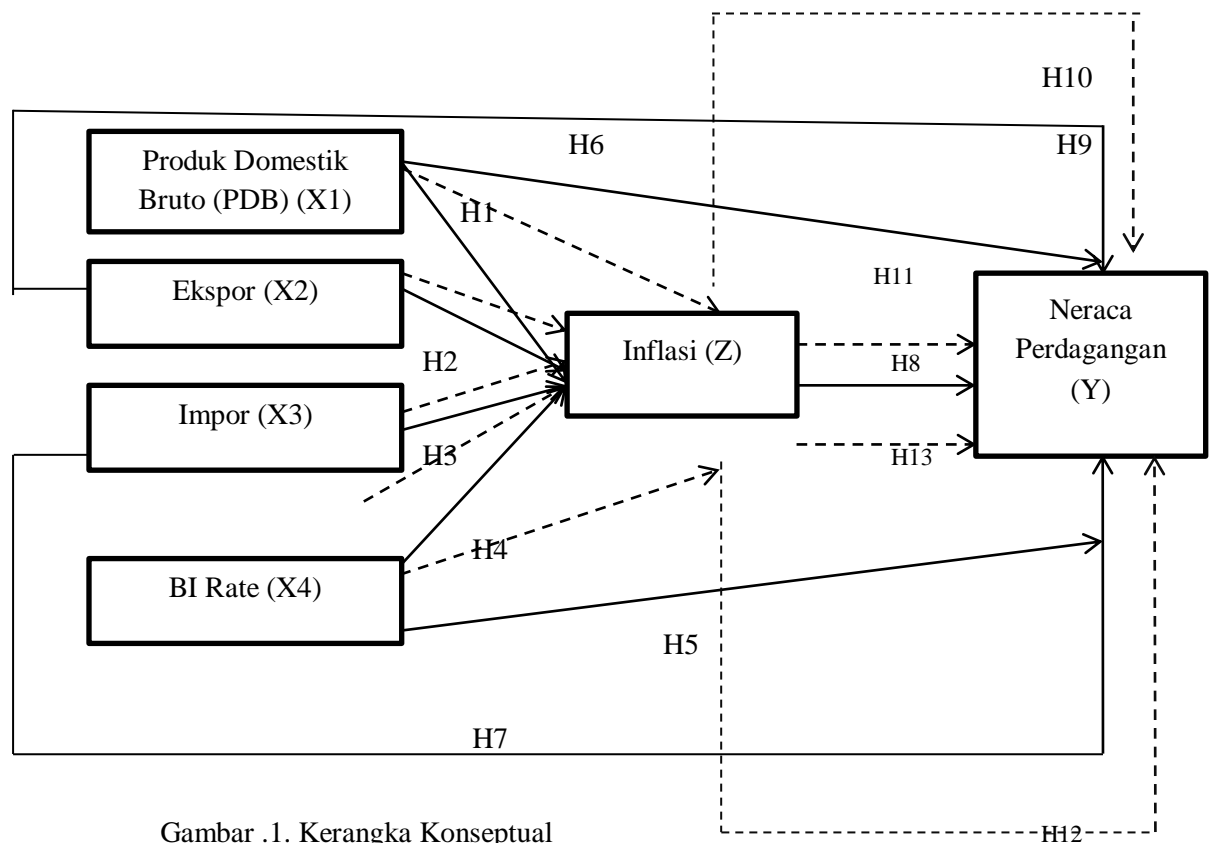 H10
H6
H9
Produk Domestik
Bruto (PDB) (X1)
H1
Ekspor (X2)
H11
Neraca
Perdagangan
(Y)
Inflasi (Z)
H2
H8
Impor (X3)
H3
H13
H4
BI Rate (X4)
H5
H7
Gambar .1. Kerangka Konseptual
H12